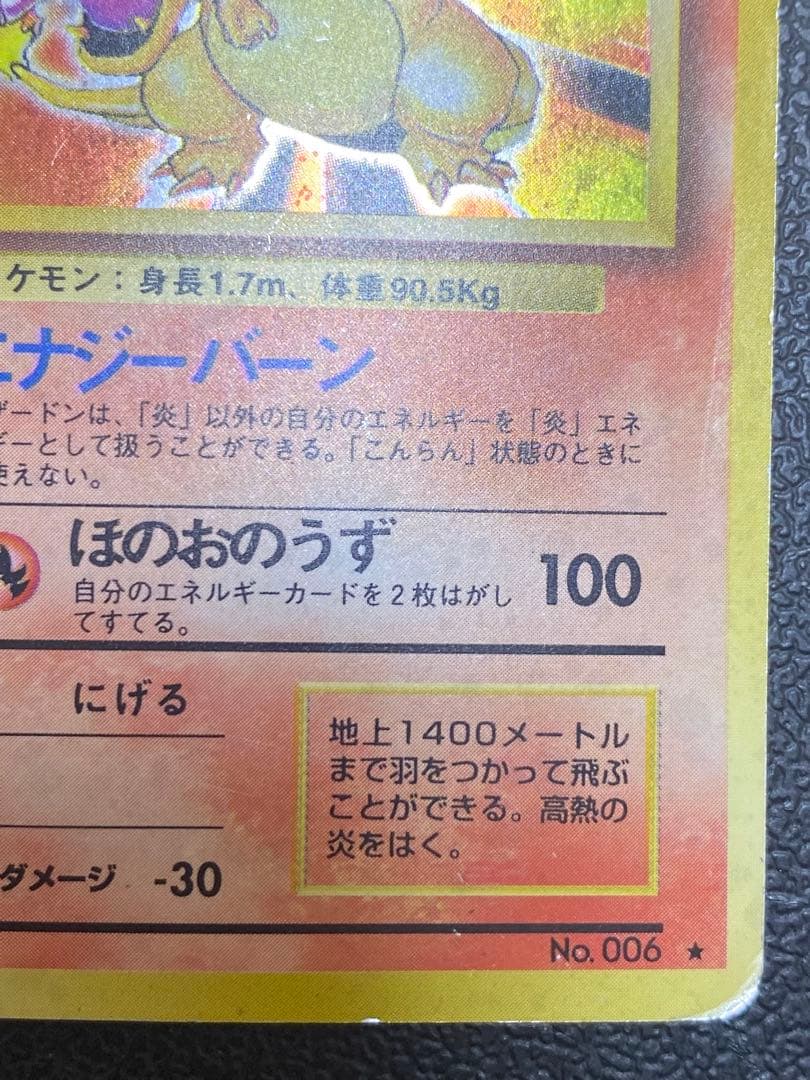 ケモン：身長1.7m、体重90.5Kg
エナジーバーン
ザードンは、「炎」以外の自分のエネルギーを「炎」エネ
ギーとして扱うことができる。「こんらん」状態のときに
使えない。
ほのおのうず 100
自分のエネルギーカードを2枚はがし
てすてる。
にげる
地上1400メートル
まで羽をつかって飛ぶ
ことができる。高熱の
炎をはく。
ダメージ -30
No. 006 ★